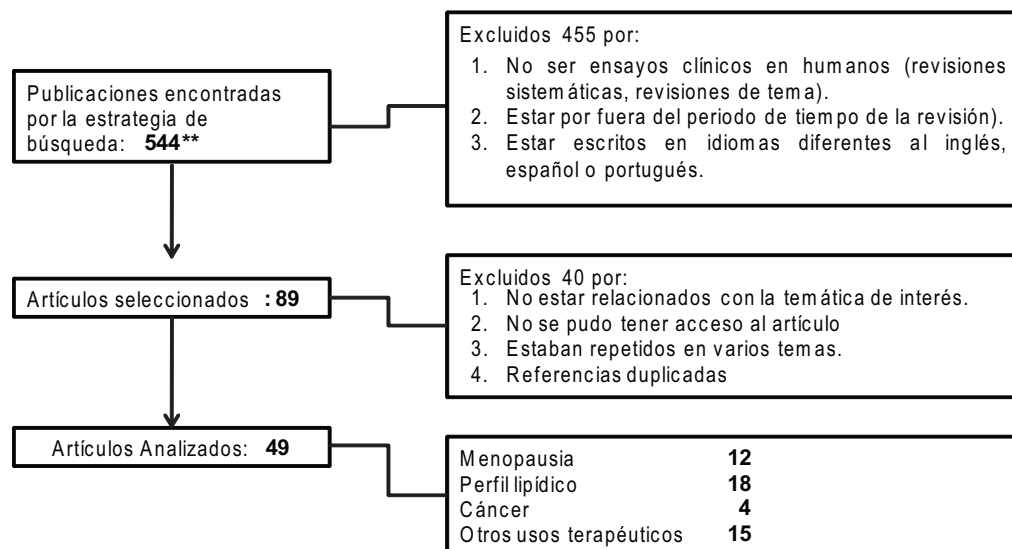 Publicaciones encontradas
por la estrategia de
búsqueda: 544**
Excluidos 455 por:
1. No ser ensayos clínicos en humanos (revisiones
sistemáticas, revisiones de tema).
2. Estar por fuera del periodo de tiempo de la revisión).
3. Estar escritos en idiomas diferentes al inglés,
español o portugués.
Artículos seleccionados : 89
Excluidos 40 por:
1. No estar relacionados con la temática de interés.
2. No se pudo tener acceso al artículo
3. Estaban repetidos en varios temas.
4. Referencias duplicadas
Artículos Analizados: 49
Menopausia 12
Perfil lipídico 18
Cáncer 4
Otros usos terapéuticos 15